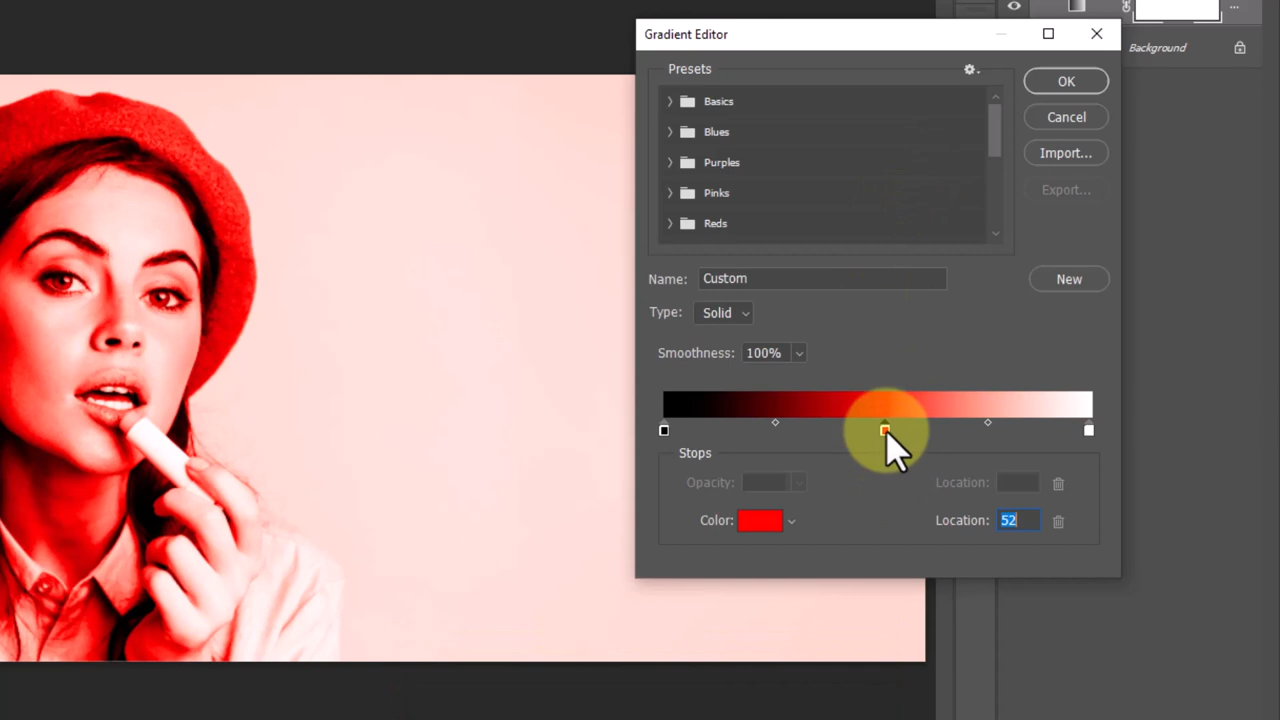 Gradient Editor
Background
Presets
Basics
Blues
Purples
Pinks
Reds
OK
Cancel
Import...
Export...
Name: Custom
New
Type: Solid
Smoothness: 100%
Stops
Opacity:
Location:
Color:
Location: 52